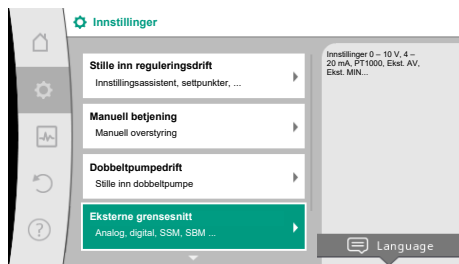 Innstillinger
Stille inn reguleringsdrift
Innstillingsassistent, settpunkter, ...
Manuell betjening
Manuell overstyring
Dobbeltpumpedrift
Stille inn dobbeltpumpe
Eksterne grensesnitt
Analog, digital, SSM, SBM ...
Innstillinger 0 – 10 V, 4 –
20 mA, PT1000, Ekst. AV,
Ekst. MIN...
Language